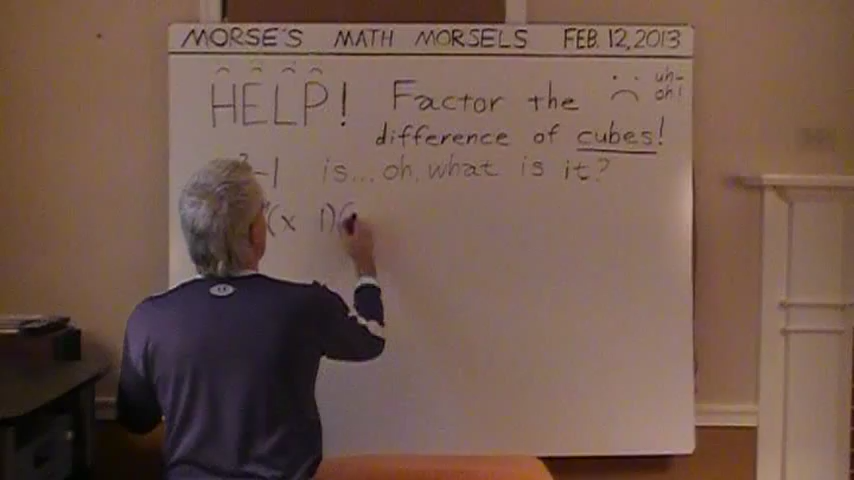 MORSE'S MATH MORSELS FEB. 12, 2013
HELP! Factor the uh-oh!
difference of cubes!
-1 is... oh, what is it?
(x 1)(